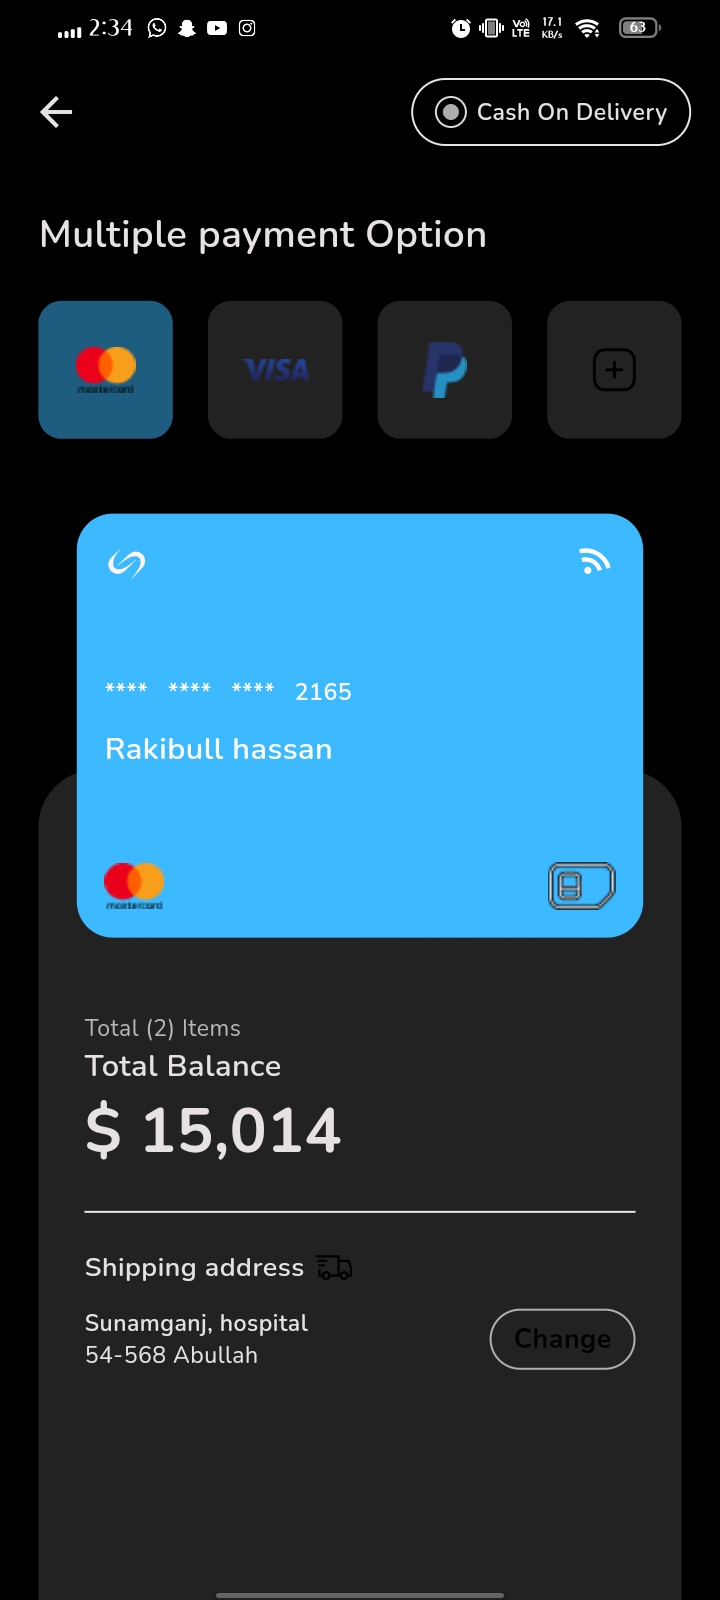 2:34 Vo) LTE 17.1 KB/s 63
Cash On Delivery
Multiple payment Option
mastercard VISA
**** **** **** 2165
Rakibull hassan
mastercard
Total (2) Items
Total Balance
$ 15,014
Shipping address
Sunamganj, hospital
54-568 Abullah
Change